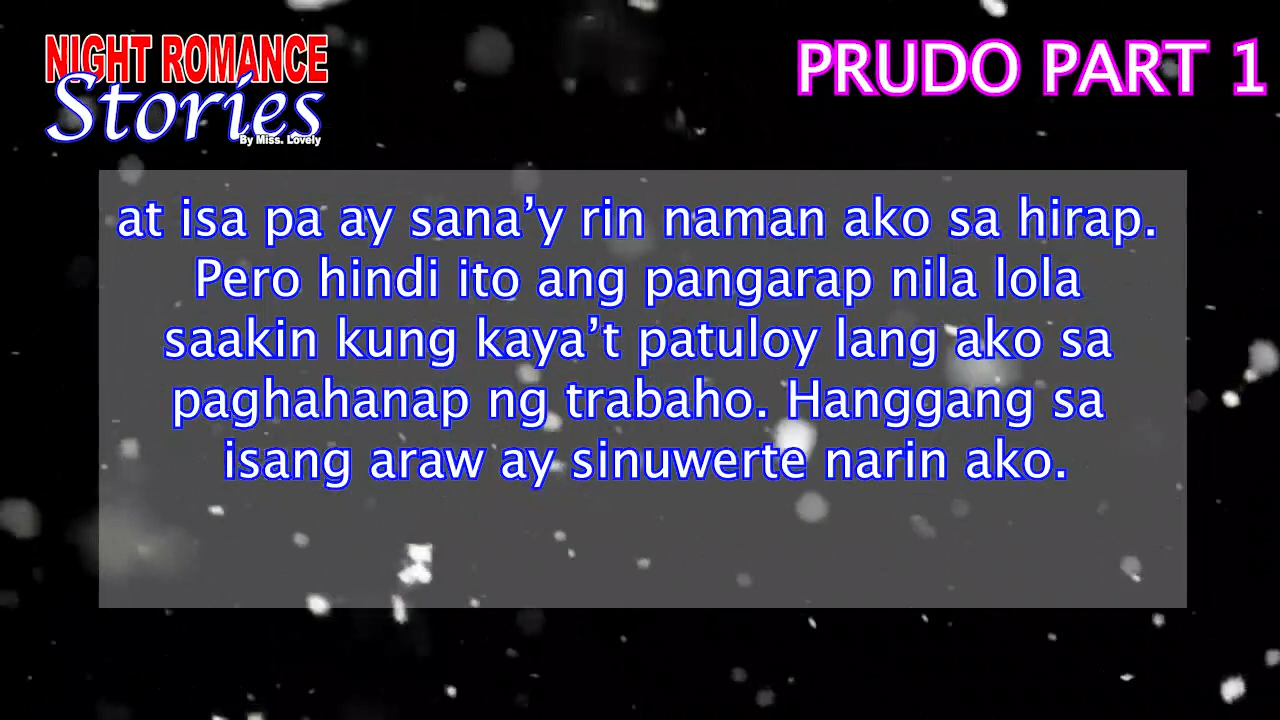 NIGHT ROMANCE
Stories
By Miss. Lovely
PRUDO PART 1
at isa pa ay sana’y rin naman ako sa hirap.
Pero hindi ito ang pangarap nila lola
saakin kung kaya’t patuloy lang ako sa
paghahanap ng trabaho. Hanggang sa
isang araw ay sinuwerte narin ako.